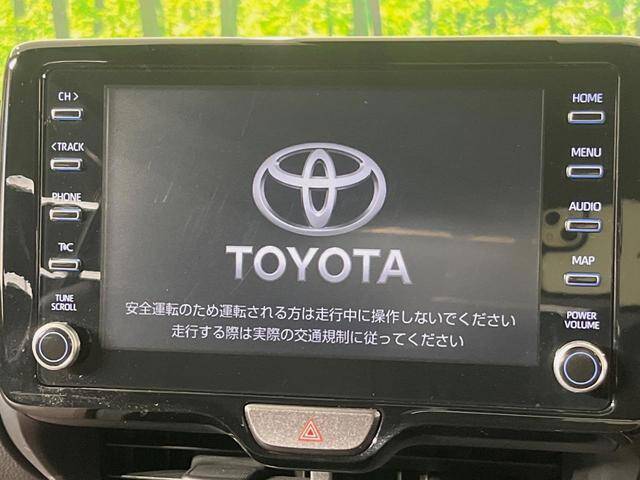 CH >
< TRACK
PHONE
T&C
TUNE
SCROLL
HOME
MENU
AUDIO
MAP
POWER
VOLUME
TOYOTA
安全運転のため運転される方は走行中に操作しないでください
走行する際は実際の交通規制に従ってください